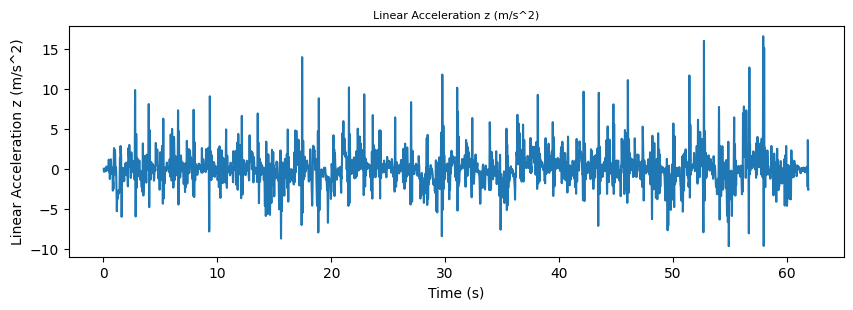 Linear Acceleration z (m/s^2)
Linear Acceleration z (m/s^2)
15
10
5
0
−5
−10
0 10 20 30 40 50 60
Time (s)